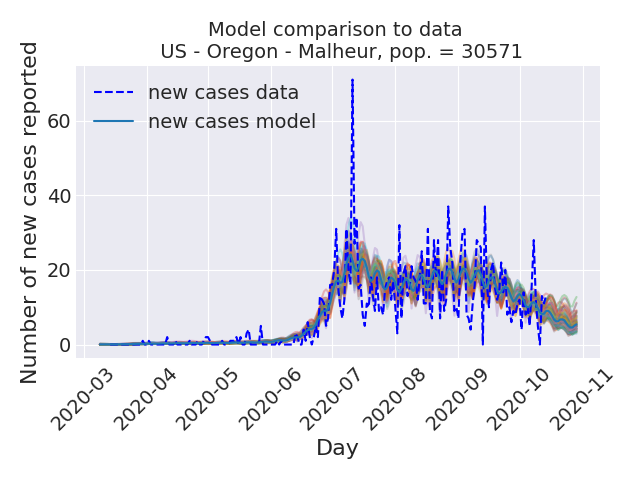 Model comparison to data
US - Oregon - Malheur, pop. = 30571
Number of new cases reported
new cases data
new cases model
60
40
20
0
2020-03
2020-04
2020-05
2020-06
2020-07
2020-08
2020-09
2020-10
2020-11
Day